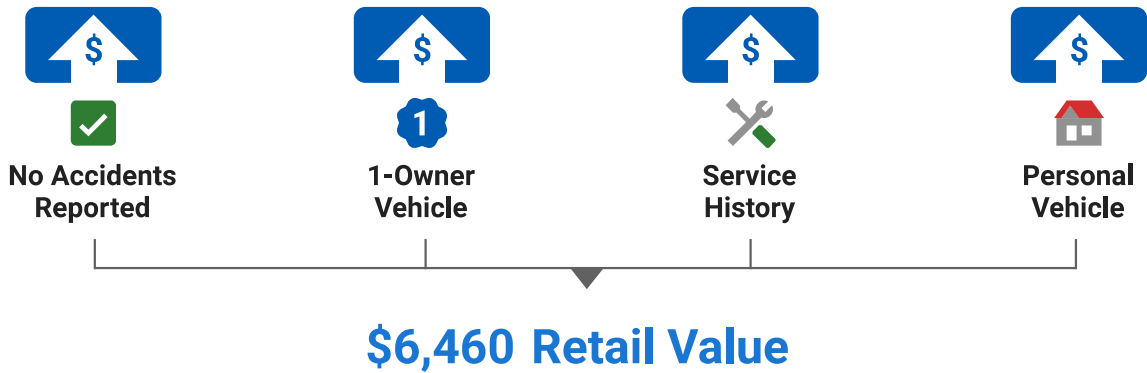 $ $ $ $
1
No Accidents
Reported
1-Owner
Vehicle
Service
History
Personal
Vehicle
$6,460 Retail Value